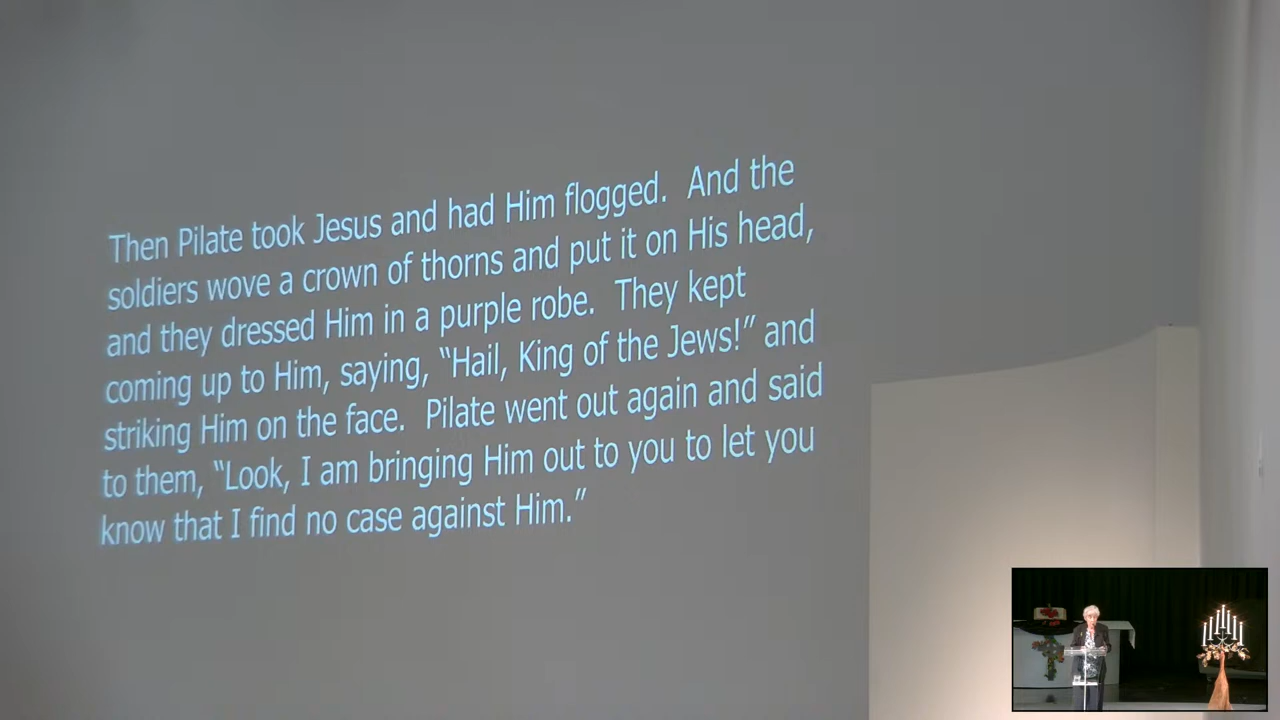 Then Pilate took Jesus and had Him flogged.  And the
soldiers wove a crown of thorns and put it on His head,
and they dressed Him in a purple robe.  They kept
coming up to Him, saying, “Hail, King of the Jews!” and
striking Him on the face.  Pilate went out again and said
to them, “Look, I am bringing Him out to you to let you
know that I find no case against Him.”